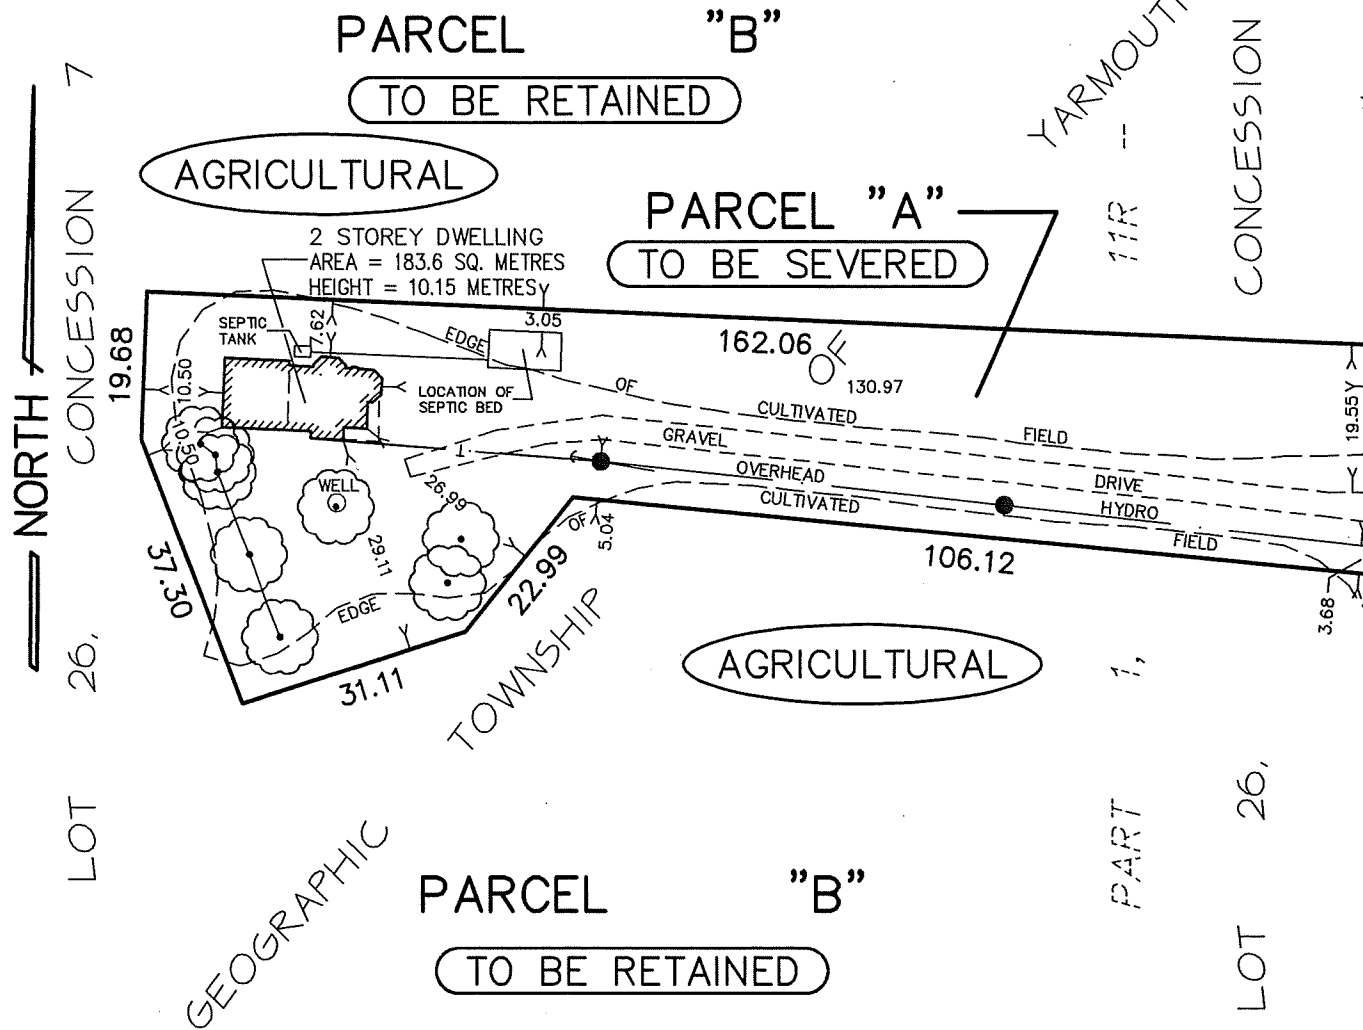 PARCEL "B"
TO BE RETAINED
AGRICULTURAL
PARCEL "A"
TO BE SEVERED
2 STOREY DWELLING
AREA = 183.6 SQ. METRES
HEIGHT = 10.15 METRES
NORTH
LOT 26, CONCESSION 7
YARMOUTH
11R --
CONCESSION
19.68
SEPTIC
TANK
7.62
3.05
162.06
OF
130.97
10.50
10.50
LOCATION OF
SEPTIC BED
EDGE OF CULTIVATED FIELD
GRAVEL DRIVE
OVERHEAD HYDRO
19.55
WELL
26.99
29.11
EDGE OF CULTIVATED FIELD
5.04
37.30
22.99
106.12
3.68
31.11
TOWNSHIP
AGRICULTURAL
PART 1,
LOT 26,
GEOGRAPHIC
PARCEL "B"
TO BE RETAINED